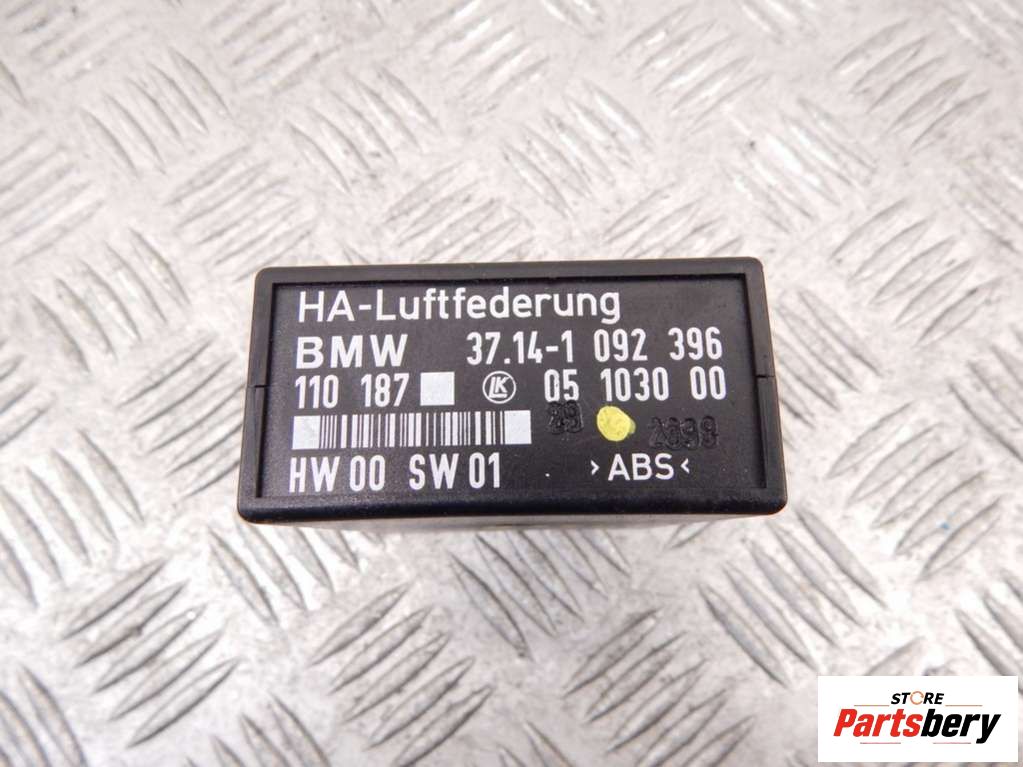 HA-Luftfederung
BMW 37.14-1 092 396
110 187 LK 05 1030 00
HW 00 SW 01 >ABS<
STORE
Partsbery